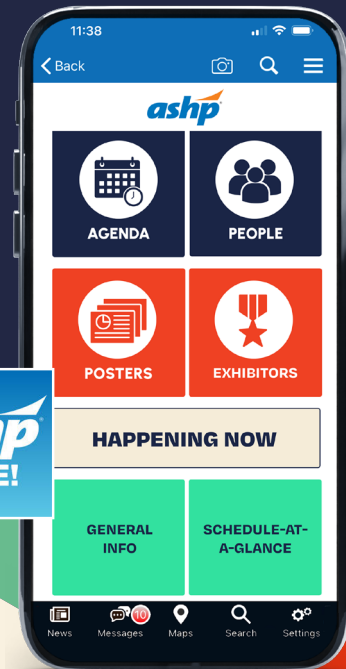 11:38
Back
ashp
AGENDA
PEOPLE
POSTERS
EXHIBITORS
HAPPENING NOW
GENERAL
INFO
SCHEDULE-AT-
A-GLANCE
10
News
Messages
Maps
Search
Settings